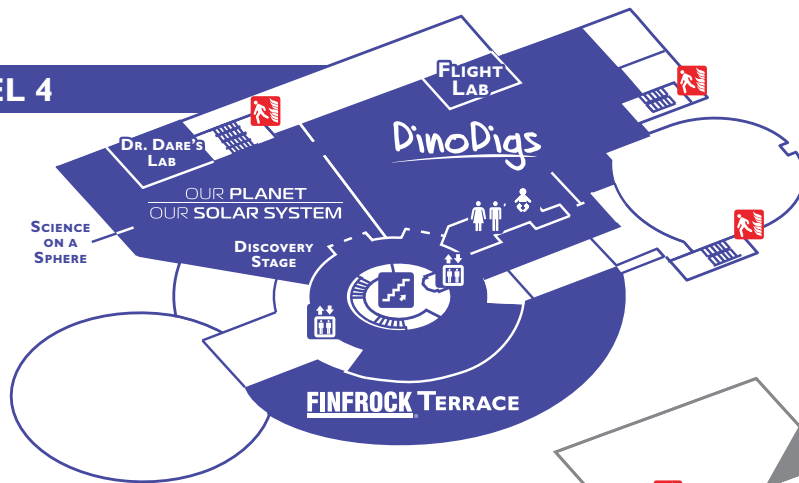 EL 4
FLIGHT
LAB
DR. DARE'S
LAB
DinoDigs
OUR PLANET
OUR SOLAR SYSTEM
SCIENCE
ON A
SPHERE
DISCOVERY
STAGE
FINFROCK TERRACE